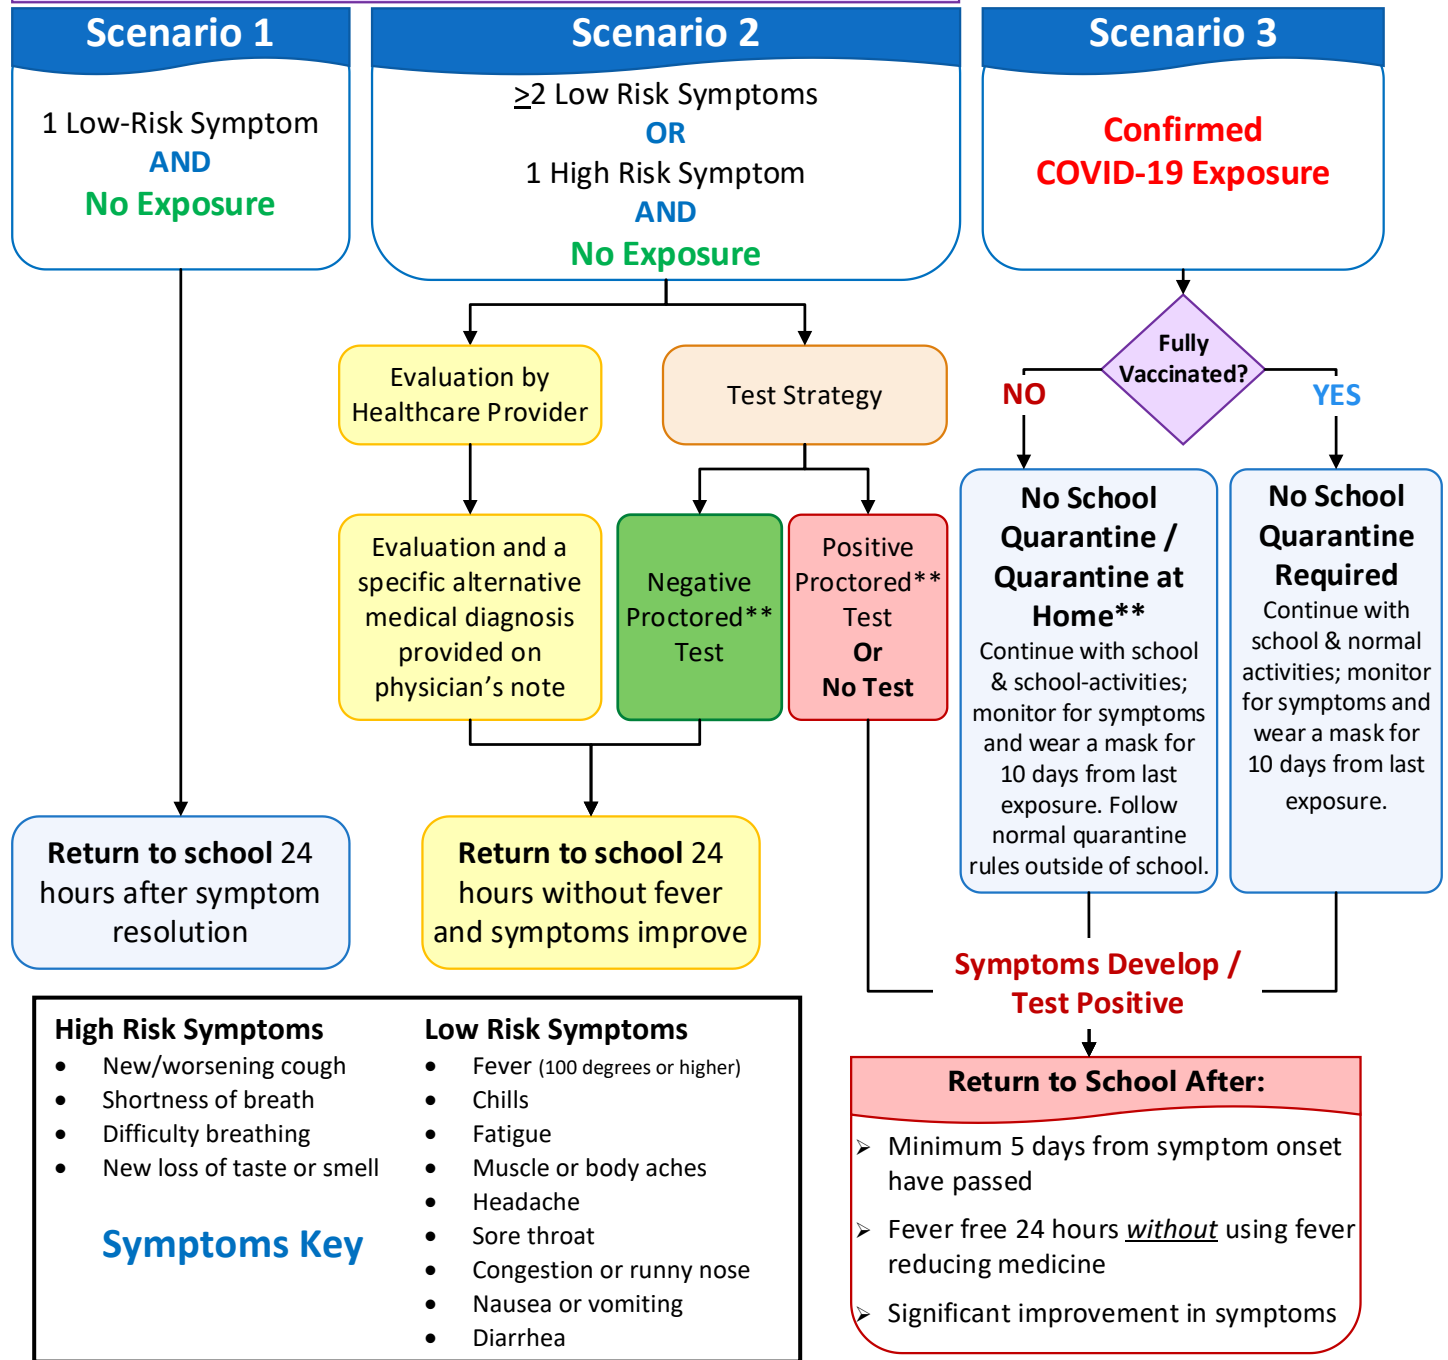 Scenario 1
1 Low-Risk Symptom
AND
No Exposure
Scenario 2
≥2 Low Risk Symptoms
OR
1 High Risk Symptom
AND
No Exposure
Scenario 3
Confirmed
COVID-19 Exposure
Fully
Vaccinated?
NO
YES
Evaluation by
Healthcare Provider
Test Strategy
Evaluation and a
specific alternative
medical diagnosis
provided on
physician’s note
Negative
Proctored**
Test
Positive
Proctored**
Test
Or
No Test
No School
Quarantine /
Quarantine at
Home**
Continue with school
& school-activities;
monitor for symptoms
and wear a mask for
10 days from last
exposure. Follow
normal quarantine
rules outside of school.
No School
Quarantine
Required
Continue with
school & normal
activities; monitor
for symptoms and
wear a mask for
10 days from last
exposure.
Return to school 24
hours after symptom
resolution
Return to school 24
hours without fever
and symptoms improve
Symptoms Develop /
Test Positive
High Risk Symptoms
• New/worsening cough
• Shortness of breath
• Difficulty breathing
• New loss of taste or smell
Symptoms Key
Low Risk Symptoms
• Fever (100 degrees or higher)
• Chills
• Fatigue
• Muscle or body aches
• Headache
• Sore throat
• Congestion or runny nose
• Nausea or vomiting
• Diarrhea
Return to School After:
➢ Minimum 5 days from symptom onset
have passed
➢ Fever free 24 hours without using fever
reducing medicine
➢ Significant improvement in symptoms